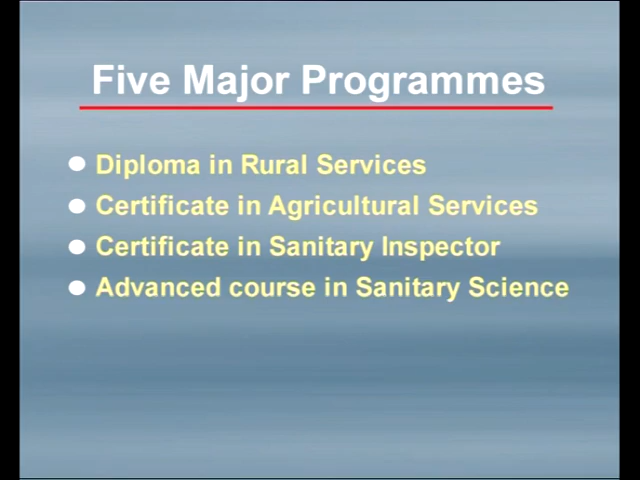 Five Major Programmes
Diploma in Rural Services
Certificate in Agricultural Services
Certificate in Sanitary Inspector
Advanced course in Sanitary Science